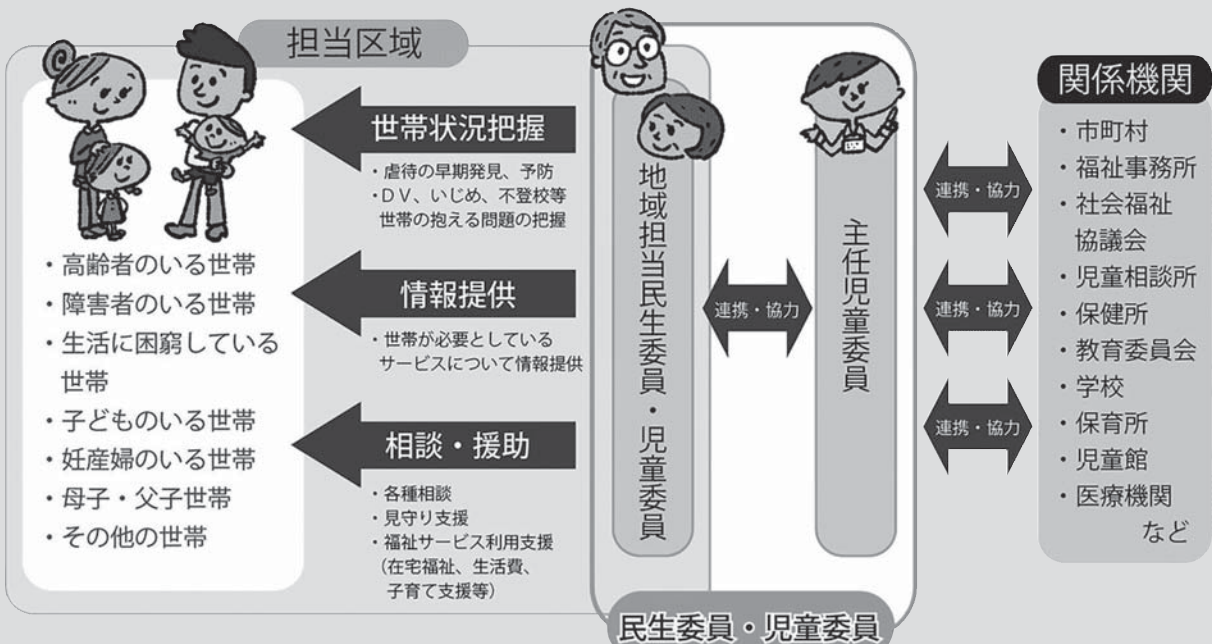 担当区域
・高齢者のいる世帯
・障害者のいる世帯
・生活に困窮している
世帯
・子どものいる世帯
・妊産婦のいる世帯
・母子・父子世帯
・その他の世帯
世帯状況把握
・虐待の早期発見、予防
・DV、いじめ、不登校等
世帯の抱える問題の把握
情報提供
・世帯が必要としている
サービスについて情報提供
相談・援助
・各種相談
・見守り支援
・福祉サービス利用支援
(在宅福祉、生活費、
子育て支援等)
地域担当民生委員・児童委員
連携・協力
主任児童委員
民生委員・児童委員
連携・協力
連携・協力
連携・協力
関係機関
・市町村
・福祉事務所
・社会福祉
協議会
・児童相談所
・保健所
・教育委員会
・学校
・保育所
・児童館
・医療機関
など